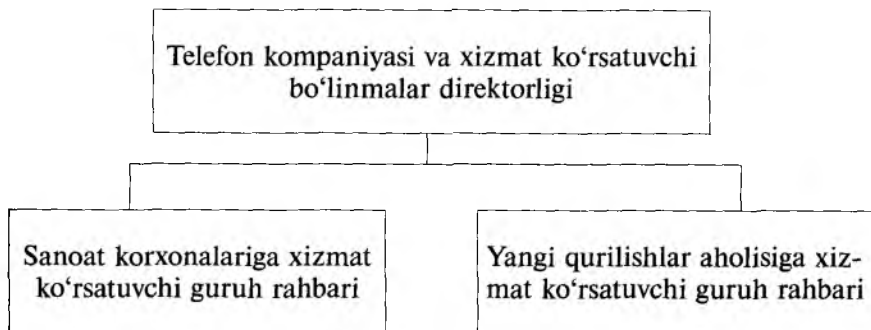 Telefon kompaniyasi va xizmat ko‘rsatuvchi
bo‘linmalar direktorligi
Sanoat korxonalariga xizmat
ko‘rsatuvchi guruh rahbari
Yangi qurilishlar aholisiga xiz-
mat ko‘rsatuvchi guruh rahbari